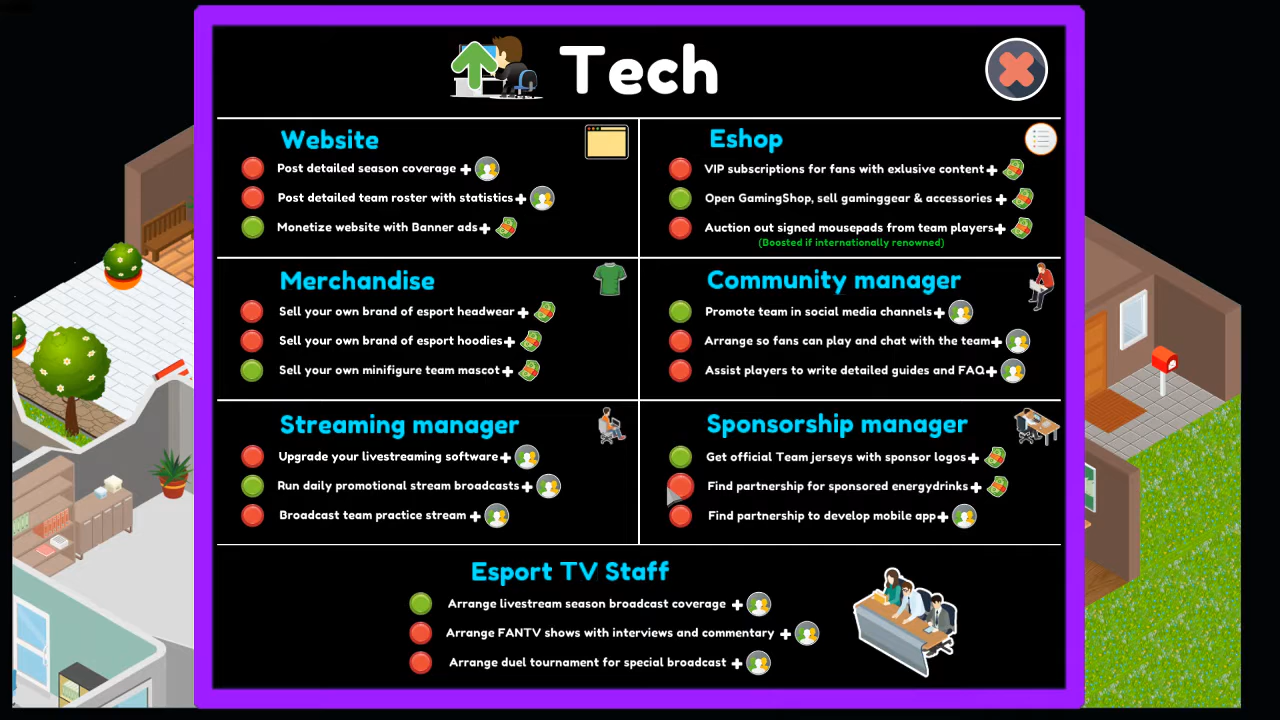 Tech
Website
Post detailed season coverage +
Post detailed team roster with statistics+
Monetize website with Banner ads+
Eshop
VIP subscriptions for fans with exlusive content+
Open GamingShop, sell gaminggear & accessories +
Auction out signed mousepads from team players+
(Boosted if internationally renowned)
Merchandise
Sell your own brand of esport headwear +
Sell your own brand of esport hoodies+
Sell your own minifigure team mascot+
Community manager
Promote team in social media channels+
Arrange so fans can play and chat with the team+
Assist players to write detailed guides and FAQ+
Streaming manager
Upgrade your livestreaming software+
Run daily promotional stream broadcasts+
Broadcast team practice stream +
Sponsorship manager
Get official Team jerseys with sponsor logos+
Find partnership for sponsored energydrinks+
Find partnership to develop mobile app+
Esport TV Staff
Arrange livestream season broadcast coverage +
Arrange FANTV shows with interviews and commentary +
Arrange duel tournament for special broadcast +